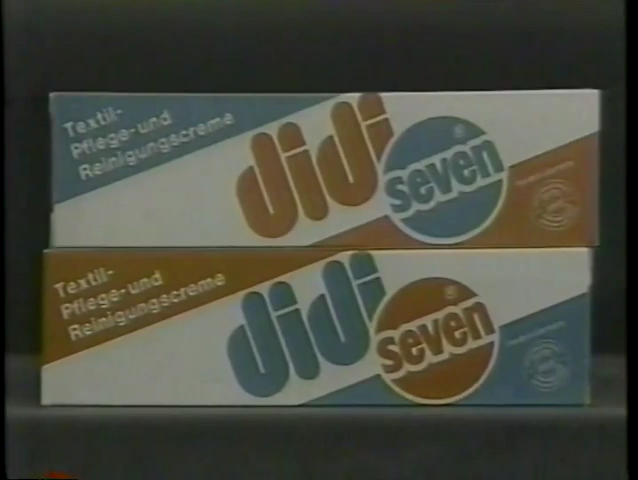 Textil-
Pflege-und
Reinigungscreme
didi
seven
®
Textil-
Pflege-und
Reinigungscreme
didi
seven
®